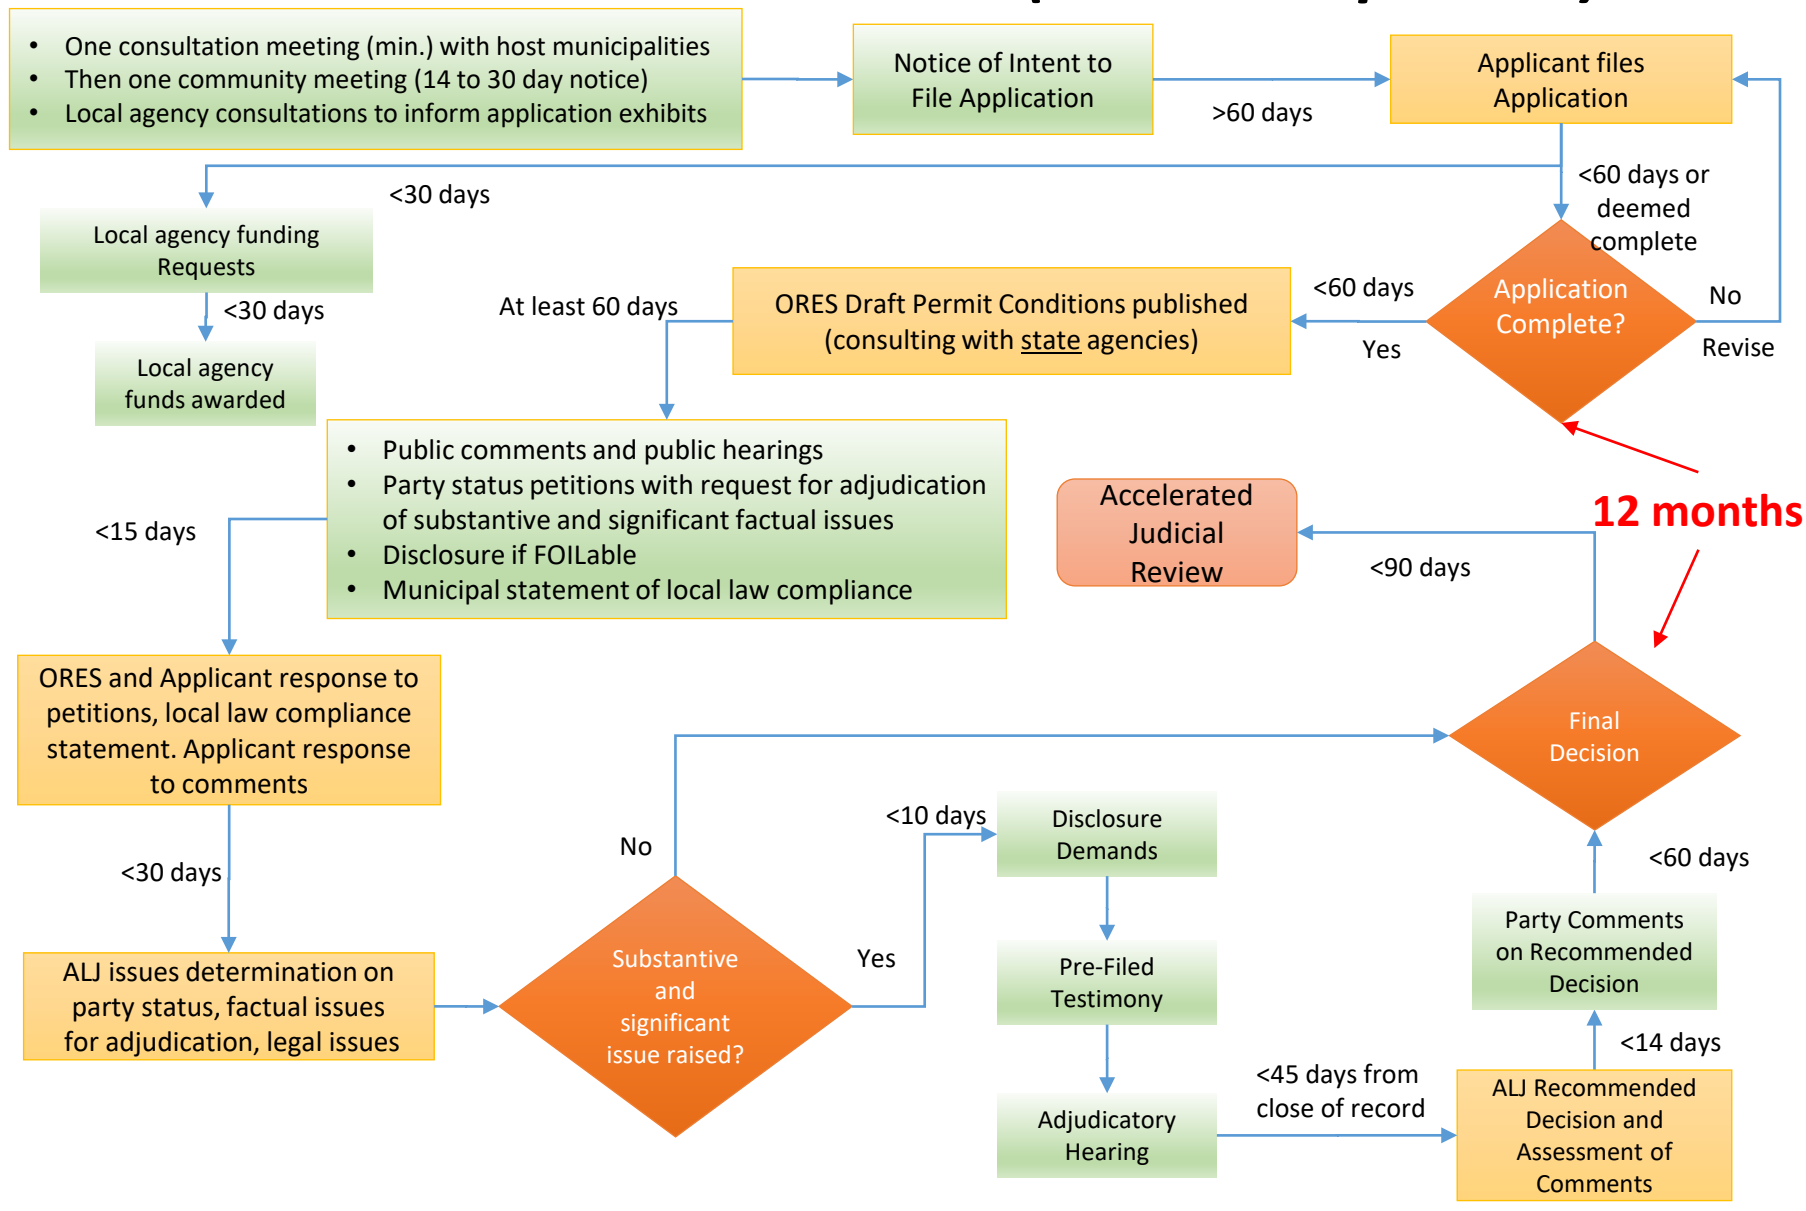 • One consultation meeting (min.) with host municipalities
• Then one community meeting (14 to 30 day notice)
• Local agency consultations to inform application exhibits
Notice of Intent to
File Application
>60 days
Applicant files
Application
<30 days
<60 days or
deemed
complete
Local agency funding
Requests
<30 days
Local agency
funds awarded
At least 60 days
ORES Draft Permit Conditions published
(consulting with state agencies)
<60 days
Yes
Application
Complete?
No
Revise
• Public comments and public hearings
• Party status petitions with request for adjudication
of substantive and significant factual issues
• Disclosure if FOILable
• Municipal statement of local law compliance
<15 days
Accelerated
Judicial
Review
<90 days
12 months
ORES and Applicant response to
petitions, local law compliance
statement. Applicant response
to comments
Final
Decision
<30 days
No
<10 days
Disclosure
Demands
<60 days
ALJ issues determination on
party status, factual issues
for adjudication, legal issues
Substantive
and
significant
issue raised?
Yes
Pre-Filed
Testimony
Party Comments
on Recommended
Decision
<14 days
Adjudicatory
Hearing
<45 days from
close of record
ALJ Recommended
Decision and
Assessment of
Comments